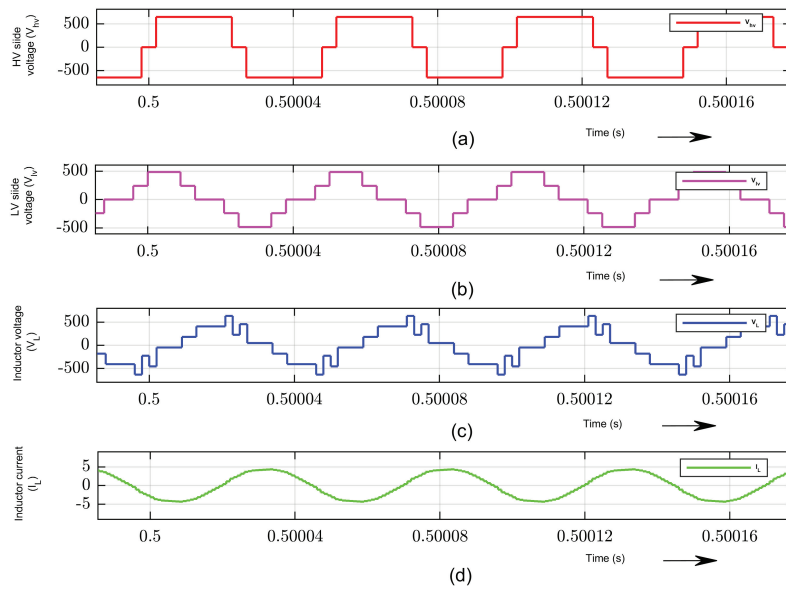 HV siide
voltage (Vhv)
500
0
-500
Vhv
0.5
0.50004
0.50008
0.50012
0.50016
Time (s)
(a)
LV siide
voltage (Vlv)
500
0
-500
Vlv
0.5
0.50004
0.50008
0.50012
0.50016
Time (s)
(b)
Inductor voltage
(VL)
500
0
-500
VL
0.5
0.50004
0.50008
0.50012
0.50016
Time (s)
(c)
Inductor current
(IL)
5
5
-5
IL
0.5
0.50004
0.50008
0.50012
0.50016
Time (s)
(d)